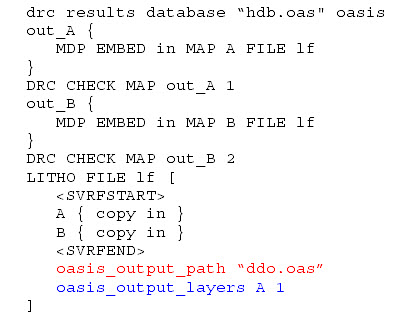 drc results database “hdb.oas" oasis
out_A {
MDP EMBED in MAP A FILE lf
}
DRC CHECK MAP out_A 1
out_B {
MDP EMBED in MAP B FILE lf
}
DRC CHECK MAP out_B 2
LITHO FILE lf [
<SVRFSTART>
A { copy in }
B { copy in }
<SVRFEND>
oasis_output_path “ddo.oas”
oasis_output_layers A 1
]